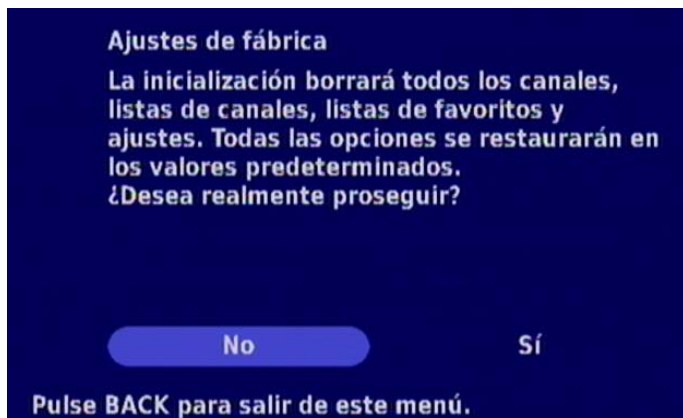 Ajustes de fábrica
La inicialización borrará todos los canales,
listas de canales, listas de favoritos y
ajustes. Todas las opciones se restaurarán en
los valores predeterminados.
¿Desea realmente proseguir?
No Sí
Pulse BACK para salir de este menú.